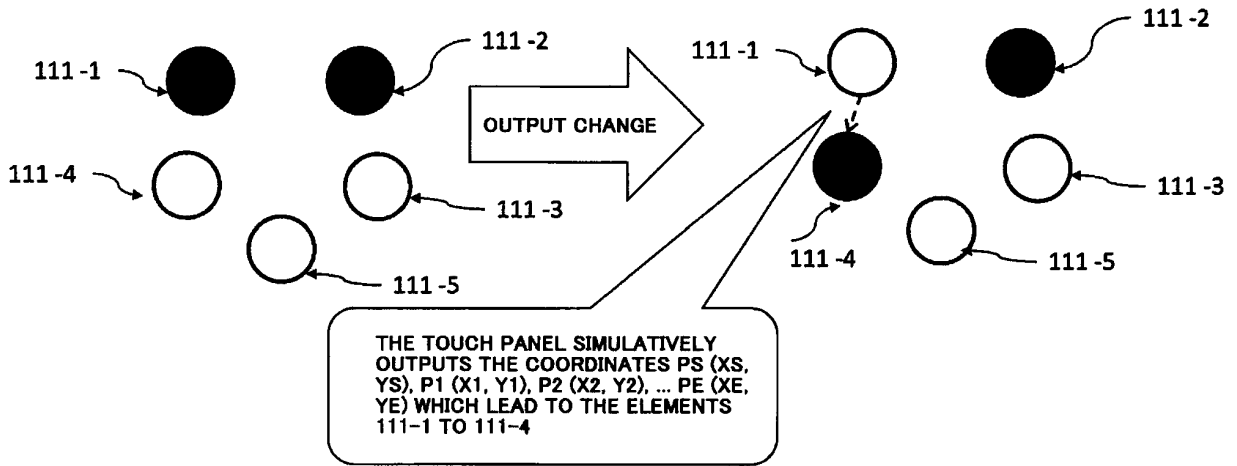 111-1
111-2
111-4
111-3
111-5
OUTPUT CHANGE
111-1
111-2
111-3
111-4
111-5
THE TOUCH PANEL SIMULATIVELY
OUTPUTS THE COORDINATES PS (XS,
YS), P1 (X1, Y1), P2 (X2, Y2), ... PE (XE,
YE) WHICH LEAD TO THE ELEMENTS
111-1 TO 111-4